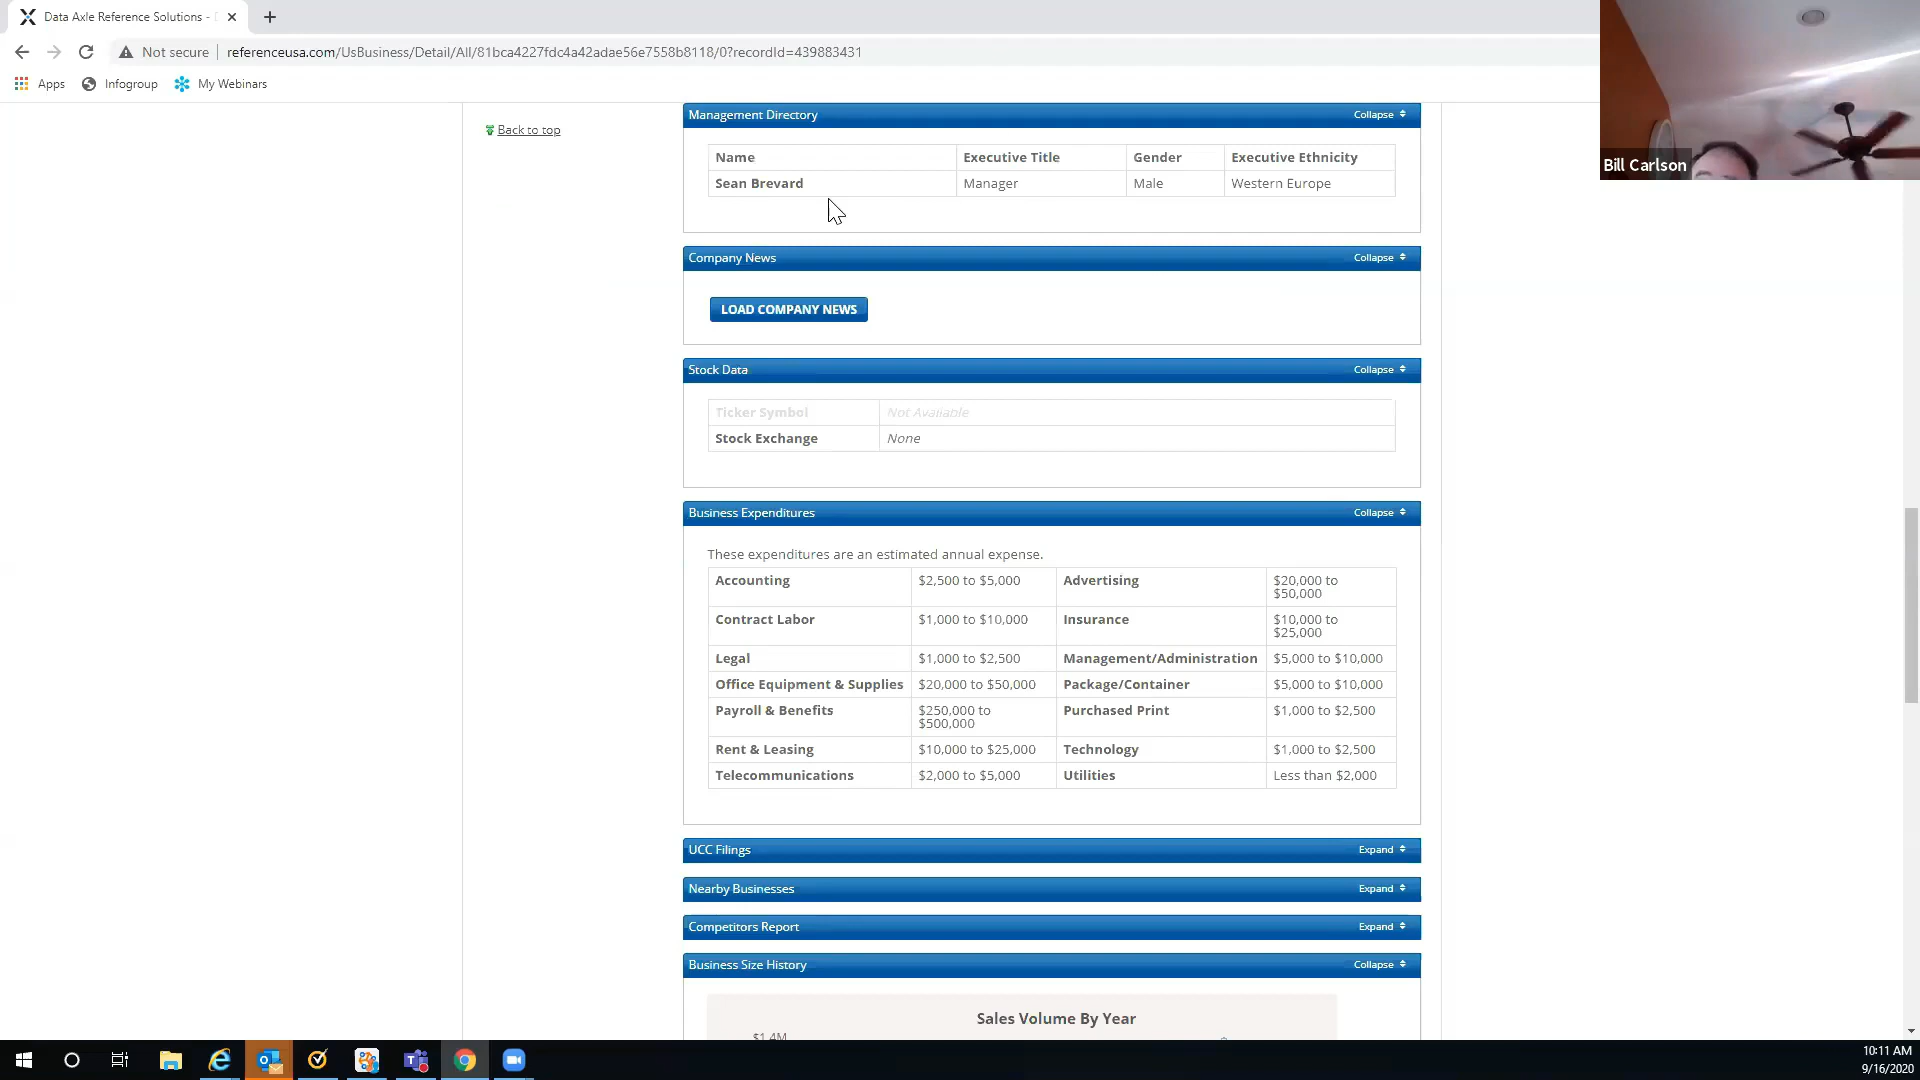 Data Axle Reference Solutions -
Not secure
referenceusa.com/UsBusiness/Detail/All/81bca4227fdc4a42adae56e7558b8118/0?recordId=439883431
Apps
Infogroup
My Webinars
Bill Carlson
Back to top
Management Directory
Collapse
Name
Executive Title
Gender
Executive Ethnicity
Sean Brevard
Manager
Male
Western Europe
Company News
Collapse
LOAD COMPANY NEWS
Stock Data
Collapse
Ticker Symbol
Not Available
Stock Exchange
None
Business Expenditures
Collapse
These expenditures are an estimated annual expense.
Accounting
$2,500 to $5,000
Advertising
$20,000 to
$50,000
Contract Labor
$1,000 to $10,000
Insurance
$10,000 to
$25,000
Legal
$1,000 to $2,500
Management/Administration
$5,000 to $10,000
Office Equipment & Supplies
$20,000 to $50,000
Package/Container
$5,000 to $10,000
Payroll & Benefits
$250,000 to
$500,000
Purchased Print
$1,000 to $2,500
Rent & Leasing
$10,000 to $25,000
Technology
$1,000 to $2,500
Telecommunications
$2,000 to $5,000
Utilities
Less than $2,000
UCC Filings
Expand
Nearby Businesses
Expand
Competitors Report
Expand
Business Size History
Collapse
Sales Volume By Year
$1.4M
10:11 AM
9/16/2020